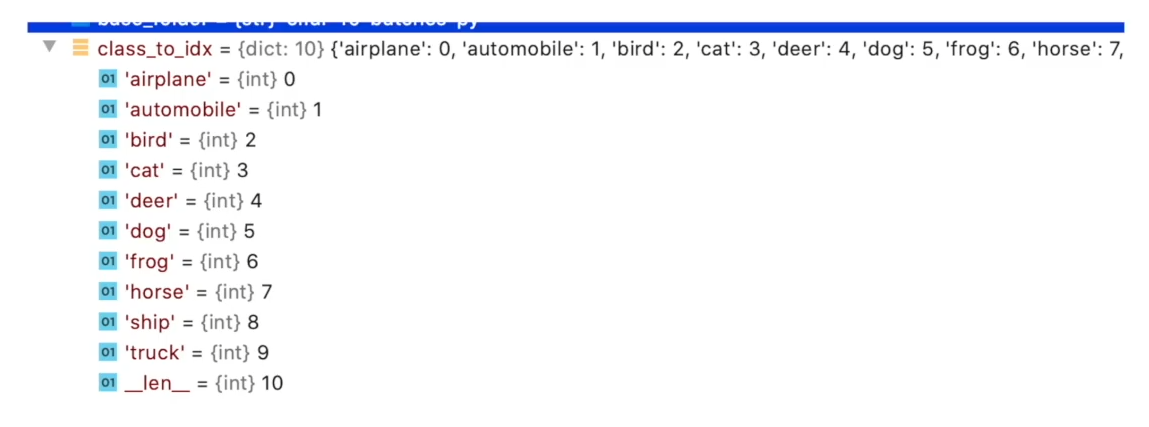 class_to_idx = {dict: 10} {'airplane': 0, 'automobile': 1, 'bird': 2, 'cat': 3, 'deer': 4, 'dog': 5, 'frog': 6, 'horse': 7,
01 'airplane' = {int} 0
01 'automobile' = {int} 1
01 'bird' = {int} 2
01 'cat' = {int} 3
01 'deer' = {int} 4
01 'dog' = {int} 5
01 'frog' = {int} 6
01 'horse' = {int} 7
01 'ship' = {int} 8
01 'truck' = {int} 9
01 __len__ = {int} 10